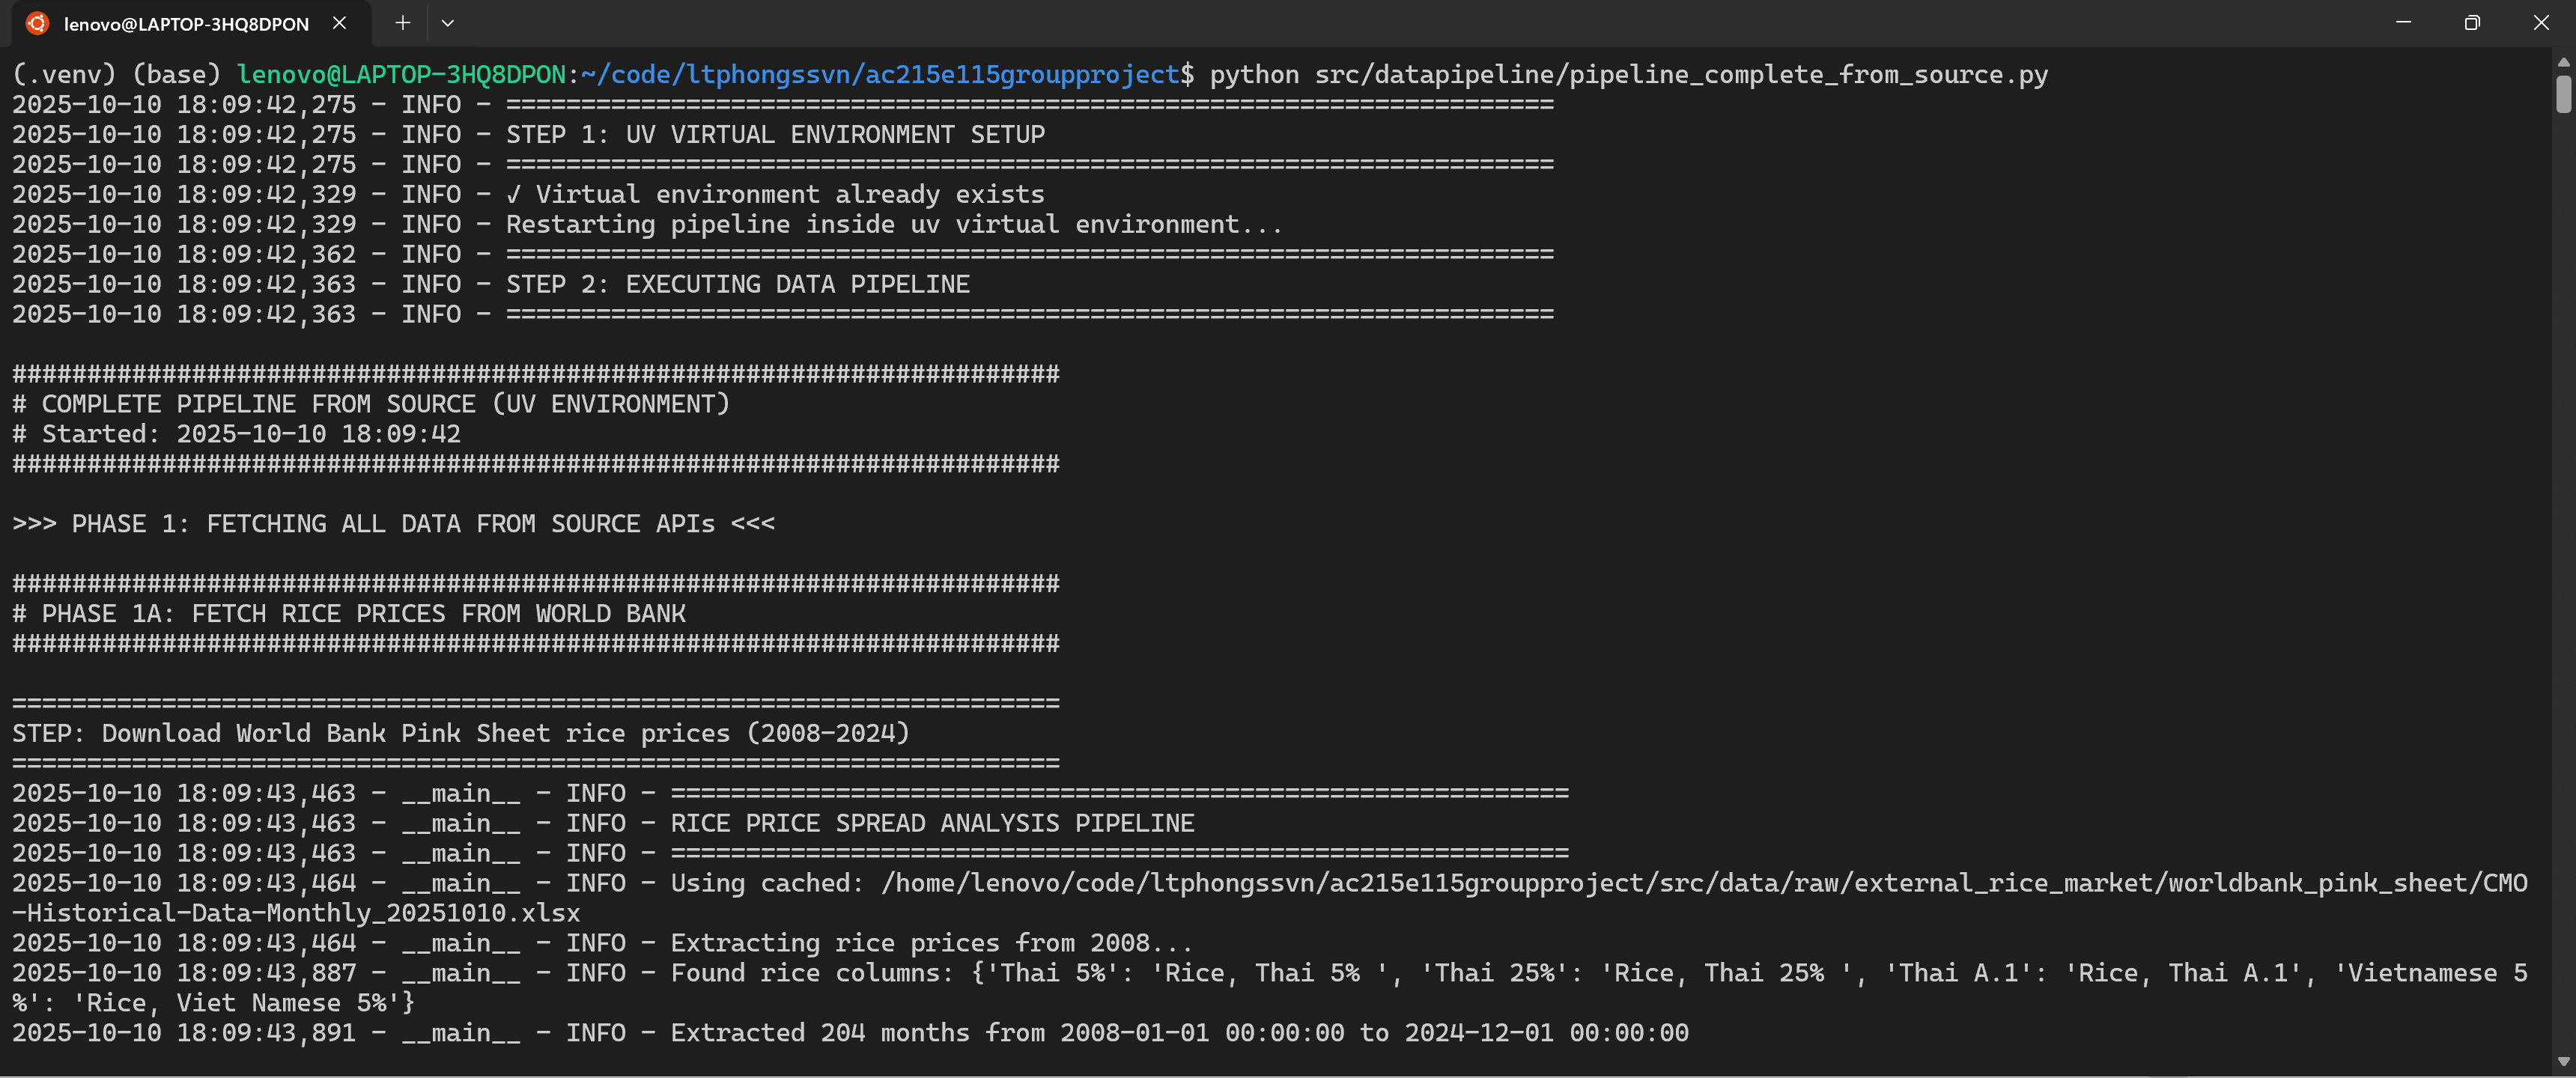 lenovo@LAPTOP-3HQ8DPON
(.venv) (base) lenovo@LAPTOP-3HQ8DPON:~/code/ltphongssvn/ac215e115groupproject$ python src/datapipeline/pipeline_complete_from_source.py
2025-10-10 18:09:42,275 - INFO - ======================================================================
2025-10-10 18:09:42,275 - INFO - STEP 1: UV VIRTUAL ENVIRONMENT SETUP
2025-10-10 18:09:42,275 - INFO - ======================================================================
2025-10-10 18:09:42,329 - INFO - ✓ Virtual environment already exists
2025-10-10 18:09:42,329 - INFO - Restarting pipeline inside uv virtual environment...
2025-10-10 18:09:42,362 - INFO - ======================================================================
2025-10-10 18:09:42,363 - INFO - STEP 2: EXECUTING DATA PIPELINE
2025-10-10 18:09:42,363 - INFO - ======================================================================
######################################################################
# COMPLETE PIPELINE FROM SOURCE (UV ENVIRONMENT)
# Started: 2025-10-10 18:09:42
######################################################################
>>> PHASE 1: FETCHING ALL DATA FROM SOURCE APIs <<<
######################################################################
# PHASE 1A: FETCH RICE PRICES FROM WORLD BANK
######################################################################
======================================================================
STEP: Download World Bank Pink Sheet rice prices (2008-2024)
======================================================================
2025-10-10 18:09:43,463 - __main__ - INFO - ============================================================
2025-10-10 18:09:43,463 - __main__ - INFO - RICE PRICE SPREAD ANALYSIS PIPELINE
2025-10-10 18:09:43,463 - __main__ - INFO - ============================================================
2025-10-10 18:09:43,464 - __main__ - INFO - Using cached: /home/lenovo/code/ltphongssvn/ac215e115groupproject/src/data/raw/external_rice_market/worldbank_pink_sheet/CMO
-Historical-Data-Monthly_20251010.xlsx
2025-10-10 18:09:43,464 - __main__ - INFO - Extracting rice prices from 2008...
2025-10-10 18:09:43,887 - __main__ - INFO - Found rice columns: {'Thai 5%': 'Rice, Thai 5% ', 'Thai 25%': 'Rice, Thai 25% ', 'Thai A.1': 'Rice, Thai A.1', 'Vietnamese 5
%': 'Rice, Viet Namese 5%'}
2025-10-10 18:09:43,891 - __main__ - INFO - Extracted 204 months from 2008-01-01 00:00:00 to 2024-12-01 00:00:00